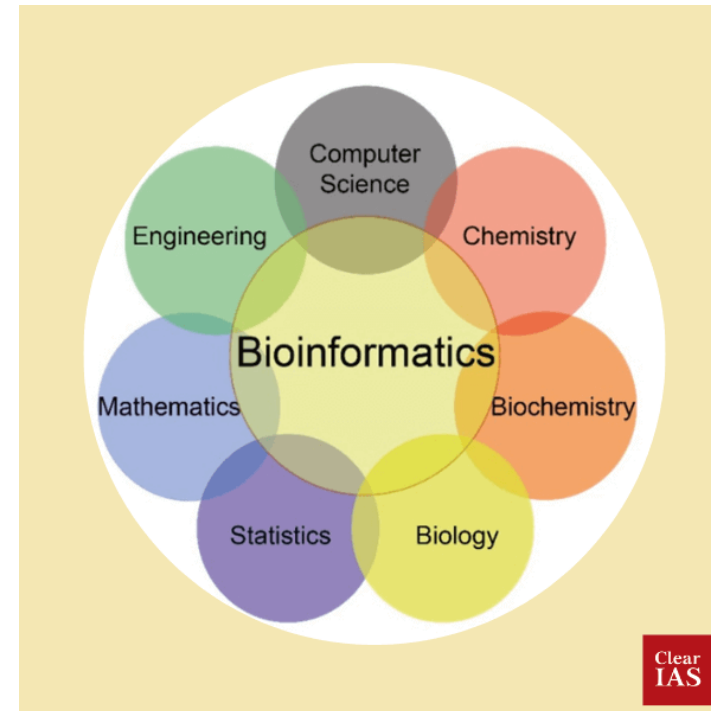 Computer
Science
Engineering
Chemistry
Bioinformatics
Mathematics
Biochemistry
Statistics
Biology
Clear
IAS